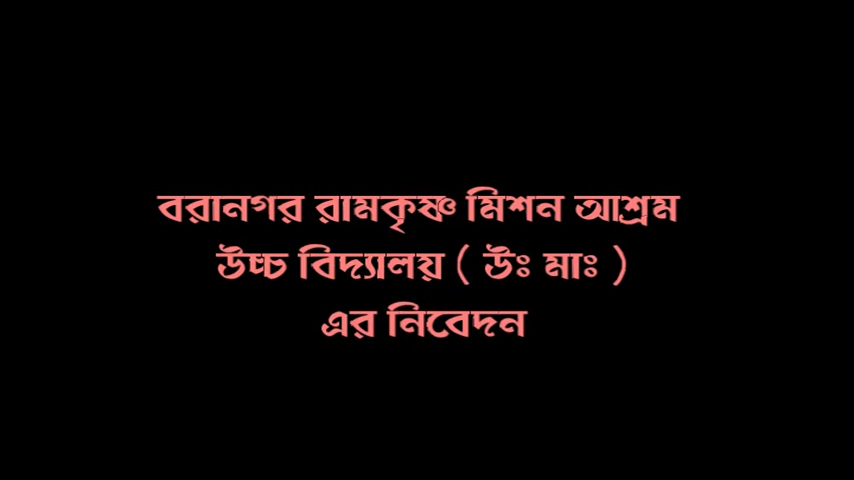 বরানগর রামকৃষ্ণ মিশন আশ্রম
উচ্চ বিদ্যালয় ( উঃ মাঃ )
এর নিবেদন